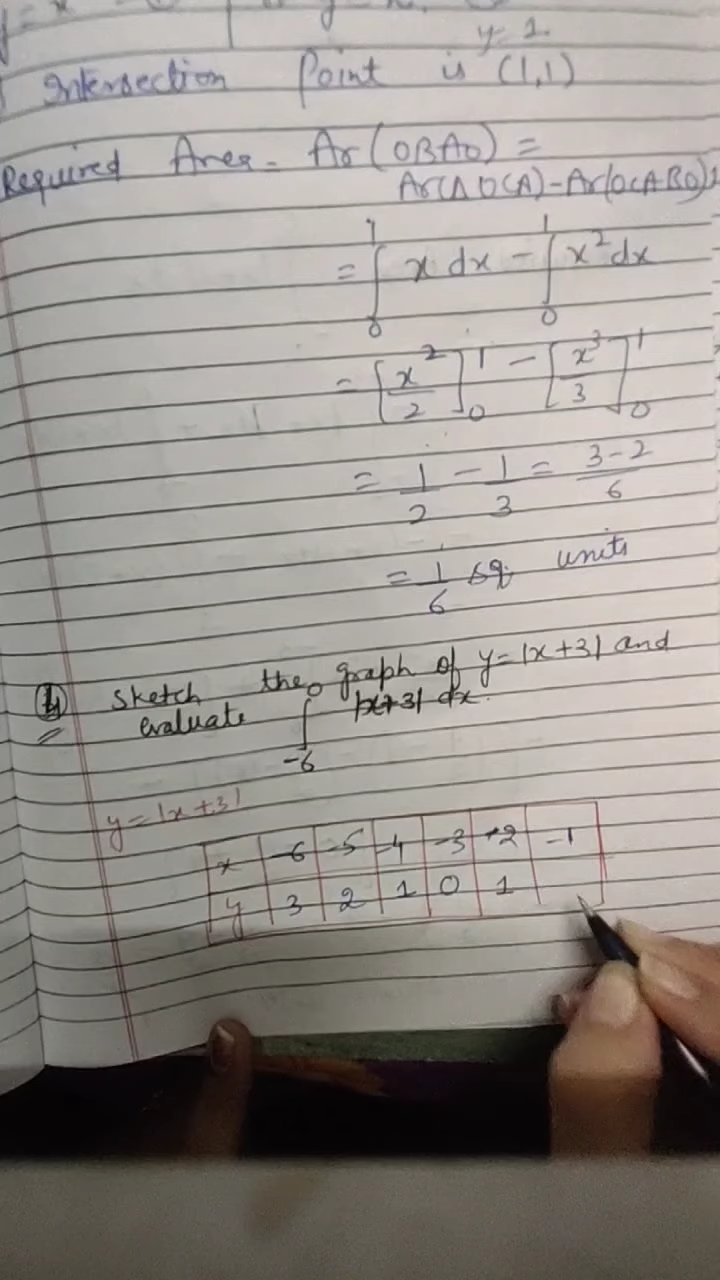 y = 1.
Intersection Point is (1,1)
Required Area = Ar(OBAO) =
Ar(ΔOCA) - Ar(OCABO)
= ∫₀¹ x dx - ∫₀¹ x² dx
= [x²/2]₀¹ - [x³/3]₀¹
= 1/2 - 1/3 = 3-2/6
= 1/6 sq. units
④ Sketch the graph of y = |x+3| and
evaluate ∫₋₆⁰ |x+3| dx.
y = |x+3|
x -6 -5 -4 -3 -2 -1
y 3 2 1 0 1